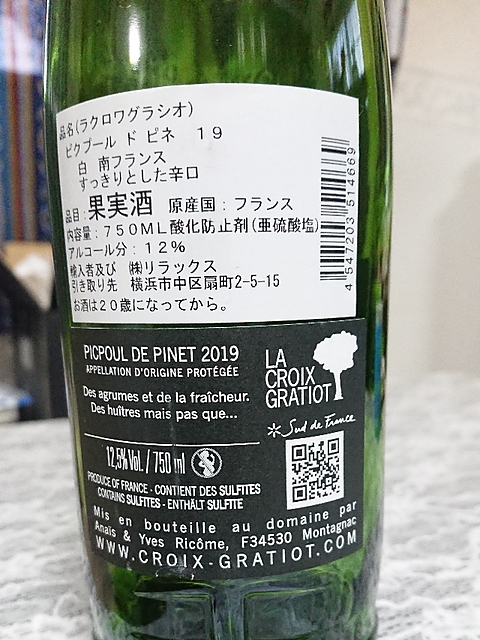 品名(ラクロワグラシオ)
ピクプール ド ピネ 19
白 南フランス
すっきりとした辛口
品目:果実酒 原産国:フランス
内容量:750ML酸化防止剤(亜硫酸塩)
アルコール分:12%
輸入者及び ㈱リラックス
引き取り先 横浜市中区扇町2-5-15
お酒は20歳になってから。
4547203514669
PICPOUL DE PINET 2019
APPELLATION D'ORIGINE PROTÉGÉE
Des agrumes et de la fraîcheur.
Des huîtres mais pas que...
LA
CROIX
GRATIOT
Sud de France
12,5% Vol. / 750 ml
PRODUCE OF FRANCE - CONTIENT DES SULFITES
CONTAINS SULFITES - ENTHÄLT SULFITE
Mis en bouteille au domaine par
Anaïs & Yves Ricôme, F34530 Montagnac
WWW.CROIX-GRATIOT.COM